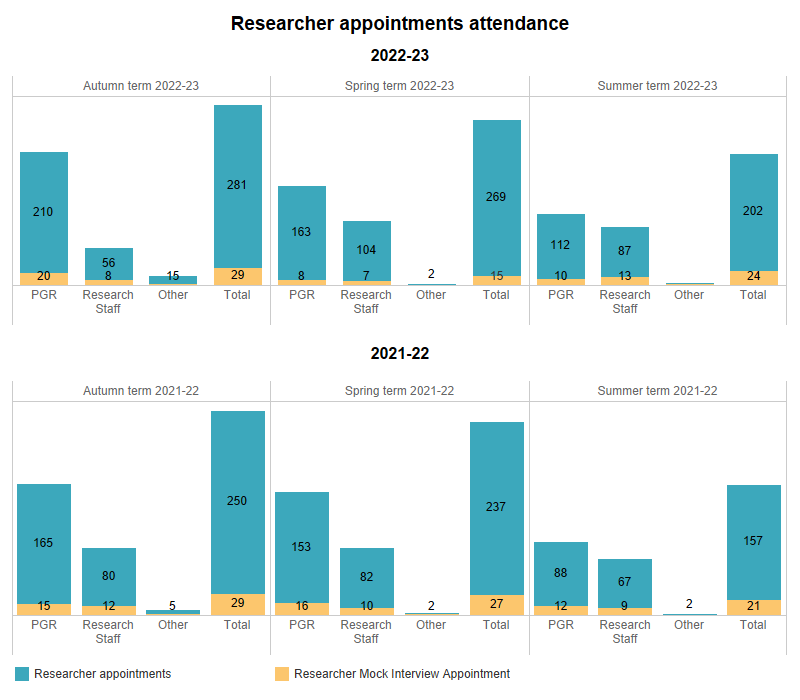 Researcher appointments attendance
2022-23
Autumn term 2022-23 Spring term 2022-23 Summer term 2022-23
281
269
210 202
163
112
104 87
56
20 8 15 29 8 7 2 15 10 13 24
PGR Research Other Total PGR Research Other Total PGR Research Other Total
Staff Staff Staff
2021-22
Autumn term 2021-22 Spring term 2021-22 Summer term 2021-22
250
237
165 153 157
80 82 88 67
15 12 5 29 16 10 2 27 12 9 2 21
PGR Research Other Total PGR Research Other Total PGR Research Other Total
Staff Staff Staff
Researcher appointments Researcher Mock Interview Appointment